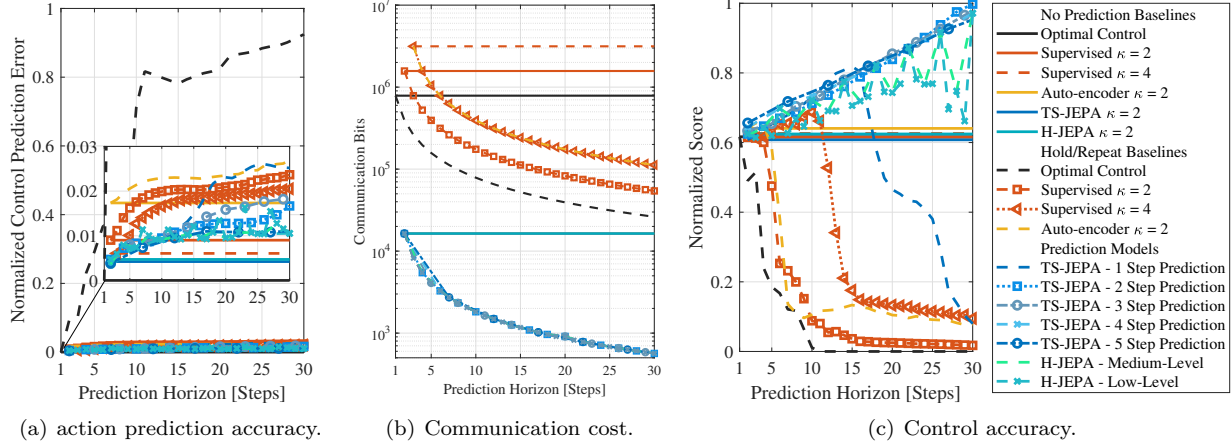 Normalized Control Prediction Error
1
0.8
0.6
0.4
0.2
0
0.03
0.02
0.01
0
1 5 10 15 20 25 30
1 5 10 15 20 25 30
Prediction Horizon [Steps]
(a) action prediction accuracy.
Communication Bits
10^7
10^6
10^5
10^4
10^3
1 5 10 15 20 25 30
Prediction Horizon [Steps]
(b) Communication cost.
Normalized Score
1
0.8
0.6
0.4
0.2
0
1 5 10 15 20 25 30
Prediction Horizon [Steps]
(c) Control accuracy.
No Prediction Baselines
Optimal Control
Supervised κ = 2
Supervised κ = 4
Auto-encoder κ = 2
TS-JEPA κ = 2
H-JEPA κ = 2
Hold/Repeat Baselines
Optimal Control
Supervised κ = 2
Supervised κ = 4
Auto-encoder κ = 2
Prediction Models
TS-JEPA - 1 Step Prediction
TS-JEPA - 2 Step Prediction
TS-JEPA - 3 Step Prediction
TS-JEPA - 4 Step Prediction
TS-JEPA - 5 Step Prediction
H-JEPA - Medium-Level
H-JEPA - Low-Level